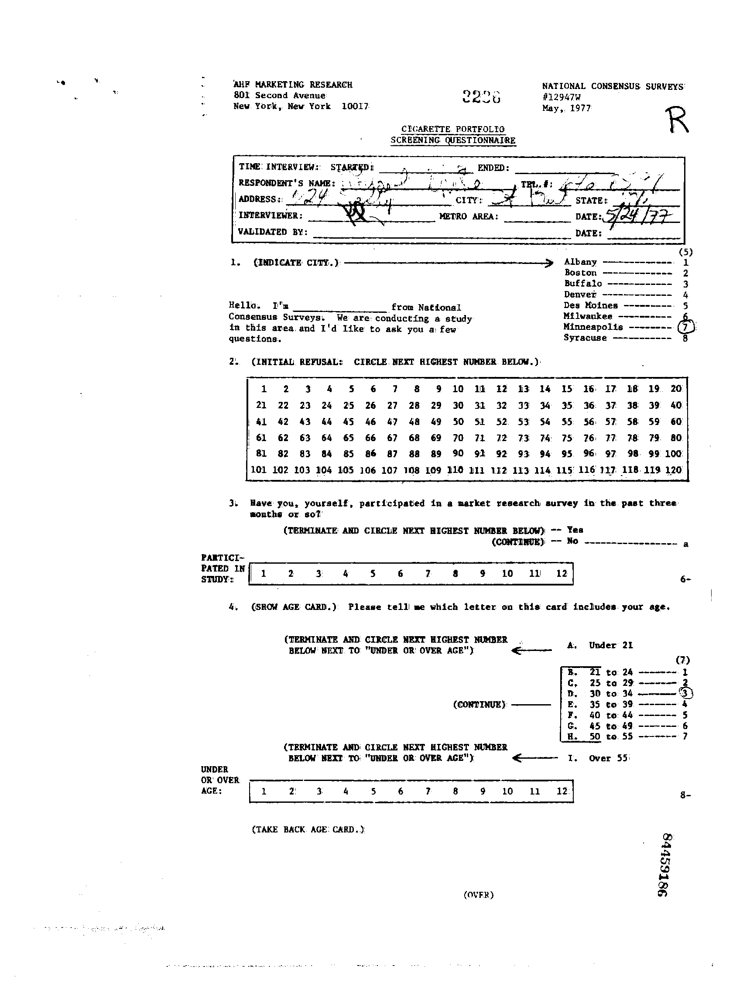 AHF MARKETING RESEARCH
801 Second Avenue
New York, New York 10017
NATIONAL CONSENSUS SURVEYS
#12947W
May, 1977
R
CIGARETTE PORTFOLIO
SCREENING QUESTIONNAIRE
TIME INTERVIEW: STARTED: ENDED:
RESPONDENT'S NAME: TEL.#:
ADDRESS: CITY: STATE:
INTERVIEWER: METRO AREA: DATE: 5/24/77
VALIDATED BY: DATE:
(5)
1. (INDICATE CITY.) Albany ------------ 1
Boston ------------ 2
Buffalo ----------- 3
Denver ------------ 4
Des Moines -------- 5
Milwaukee --------- 6
Minneapolis ------- 7
Syracuse ---------- 8
Hello. I'm ____________ from National
Consensus Surveys. We are conducting a study
in this area and I'd like to ask you a few
questions.
2. (INITIAL REFUSAL: CIRCLE NEXT HIGHEST NUMBER BELOW.)
1 2 3 4 5 6 7 8 9 10 11 12 13 14 15 16 17 18 19 20
21 22 23 24 25 26 27 28 29 30 31 32 33 34 35 36 37 38 39 40
41 42 43 44 45 46 47 48 49 50 51 52 53 54 55 56 57 58 59 60
61 62 63 64 65 66 67 68 69 70 71 72 73 74 75 76 77 78 79 80
81 82 83 84 85 86 87 88 89 90 91 92 93 94 95 96 97 98 99 100
101 102 103 104 105 106 107 108 109 110 111 112 113 114 115 116 117 118 119 120
3. Have you, yourself, participated in a market research survey in the past three
months or so?
(TERMINATE AND CIRCLE NEXT HIGHEST NUMBER BELOW) -- Yes
(CONTINUE) -- No ---------------- a
PARTICI-
PATED IN
STUDY: 1 2 3 4 5 6 7 8 9 10 11 12 6-
4. (SHOW AGE CARD.) Please tell me which letter on this card includes your age.
(TERMINATE AND CIRCLE NEXT HIGHEST NUMBER
BELOW NEXT TO "UNDER OR OVER AGE") A. Under 21
(7)
B. 21 to 24 ------- 1
C. 25 to 29 ------- 2
D. 30 to 34 ------- 3
(CONTINUE) E. 35 to 39 ------- 4
F. 40 to 44 ------- 5
G. 45 to 49 ------- 6
H. 50 to 55 ------- 7
(TERMINATE AND CIRCLE NEXT HIGHEST NUMBER
BELOW NEXT TO "UNDER OR OVER AGE") I. Over 55
UNDER
OR OVER
AGE: 1 2 3 4 5 6 7 8 9 10 11 12 8-
(TAKE BACK AGE CARD.)
84459186
(OVER)